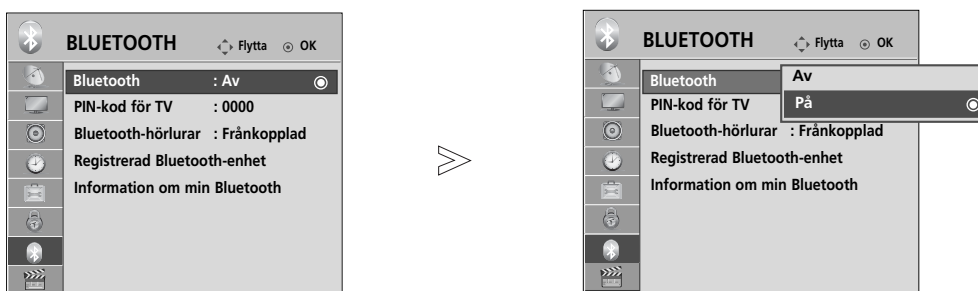 BLUETOOTH Flytta OK
Bluetooth : Av
PIN-kod för TV : 0000
Bluetooth-hörlurar : Frånkopplad
Registrerad Bluetooth-enhet
Information om min Bluetooth
BLUETOOTH Flytta OK
Bluetooth Av
PIN-kod för TV På
Bluetooth-hörlurar : Frånkopplad
Registrerad Bluetooth-enhet
Information om min Bluetooth